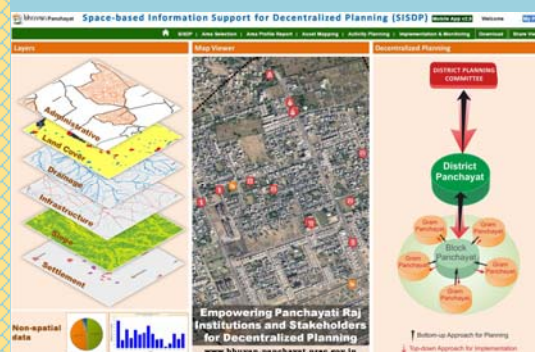 Bhuvan Panchayat Space-based Information Support for Decentralized Planning (SISDP) Mobile App v2.0 Welcome
SISDP | Area Selection | Area Profile Report | Asset Mapping | Activity Planning | Implementation & Monitoring | Download | Share
Layers
Map Viewer
Decentralized Planning
Administrative
Land Cover
Drainage
Infrastructure
Slope
Settlement
Non-spatial
data
Empowering Panchayati Raj
Institutions and Stakeholders
for Decentralized Planning
DISTRICT PLANNING
COMMITTEE
District
Panchayat
Gram
Panchayat
Gram
Panchayat
Block
Panchayat
Gram
Panchayat
Gram
Panchayat
Gram
Panchayat
Bottom-up Approach for Planning
Top-down Approach for Implementation